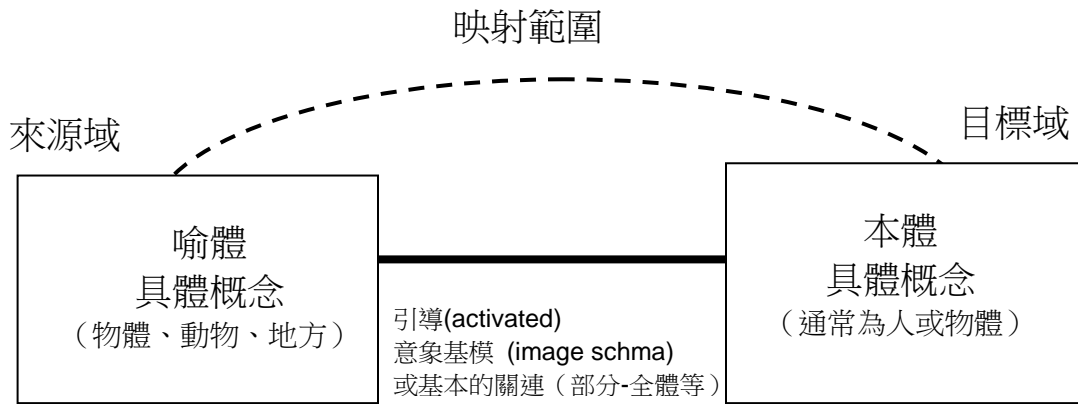 映射範圍
來源域
目標域
喻體
具體概念
（物體、動物、地方）
引導(activated)
意象基模 (image schma)
或基本的關連（部分-全體等）
本體
具體概念
（通常為人或物體）